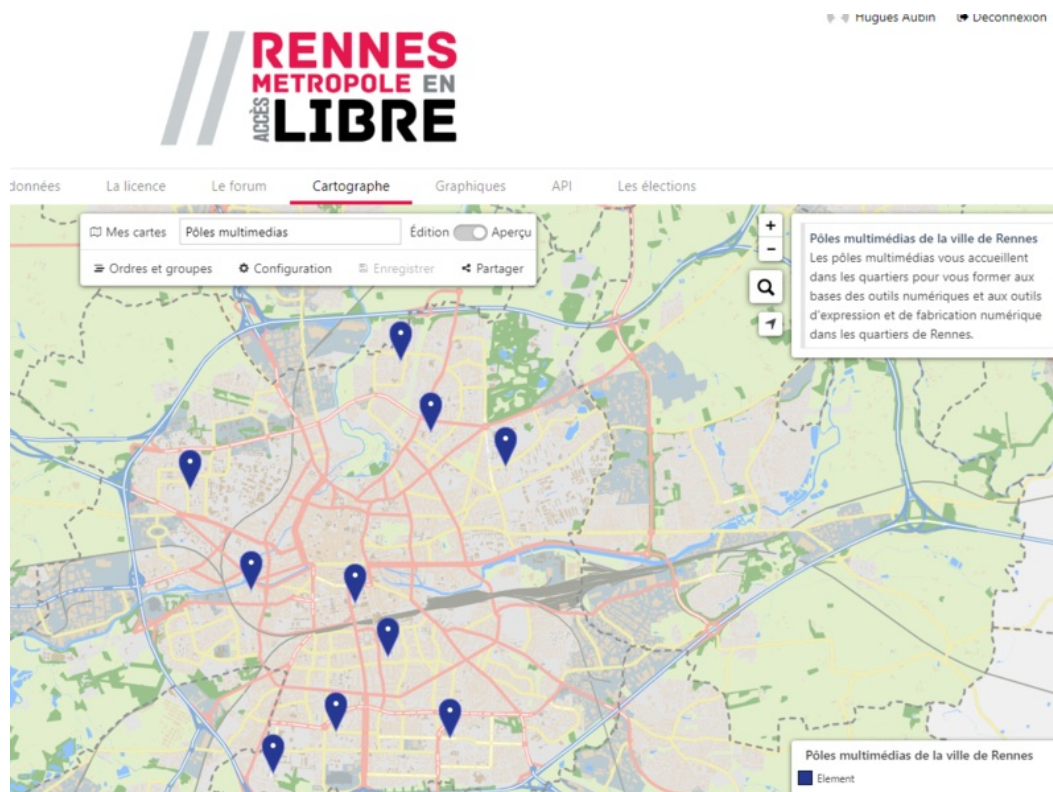 Hugues Aubin Déconnexion
RENNES
METROPOLE EN
ACCÈS LIBRE
données La licence Le forum Cartographe Graphiques API Les élections
Mes cartes Pôles multimedias Édition Aperçu
Ordres et groupes Configuration Enregistrer Partager
+
-
Pôles multimédias de la ville de Rennes
Les pôles multimédias vous accueillent
dans les quartiers pour vous former aux
bases des outils numériques et aux outils
d'expression et de fabrication numérique
dans les quartiers de Rennes.
Pôles multimédias de la ville de Rennes
Element